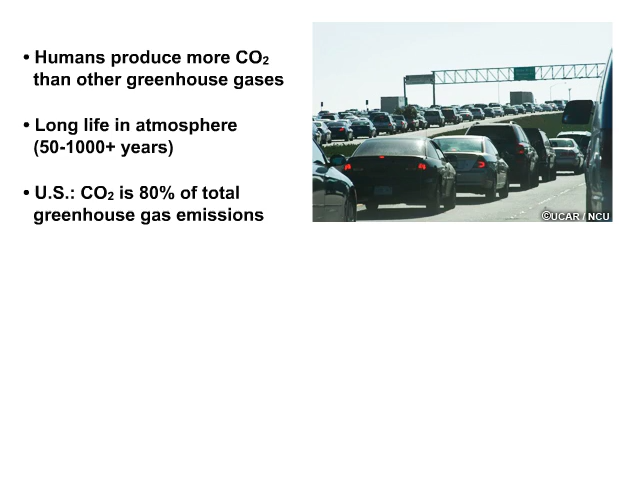 • Humans produce more CO₂
than other greenhouse gases
• Long life in atmosphere
(50-1000+ years)
• U.S.: CO₂ is 80% of total
greenhouse gas emissions
©UCAR / NCU